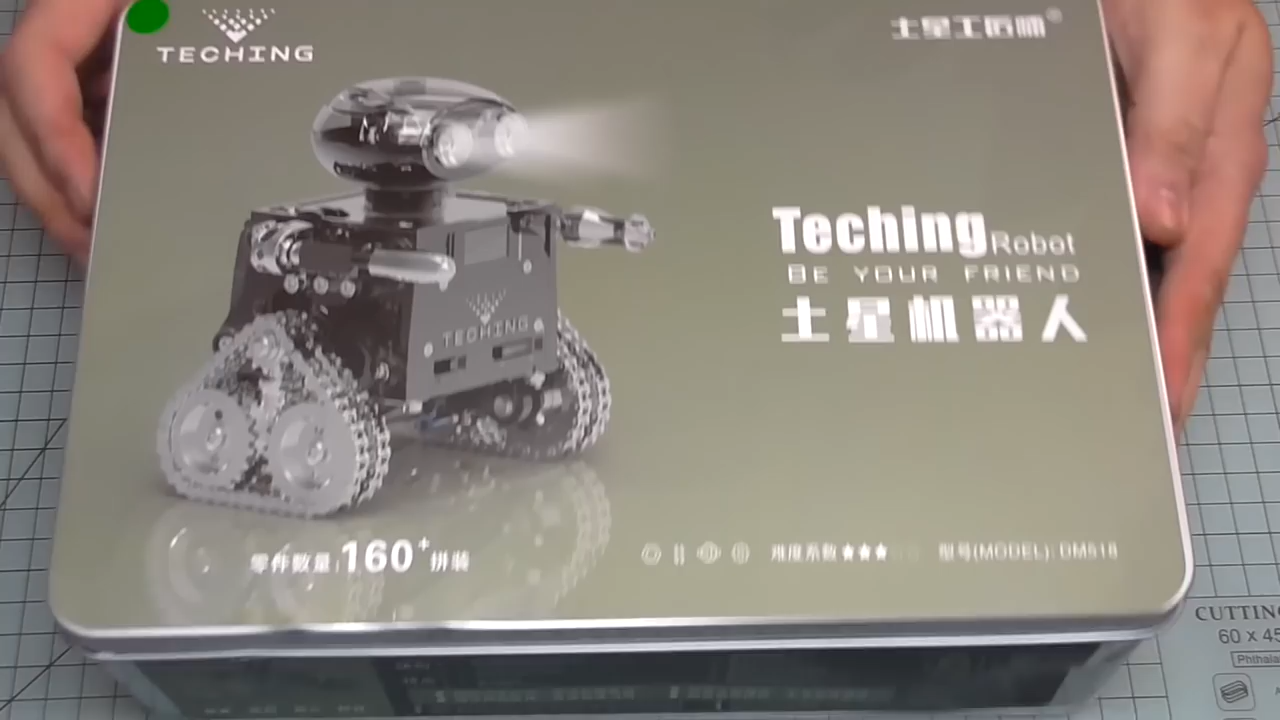 TECHING
土星工匠师®
Teching Robot
BE YOUR FRIEND
土星机器人
TECHING
零件数量:160+拼装
难度系数★★★
型号(MODEL): DM518
CUTTING
60 x 45